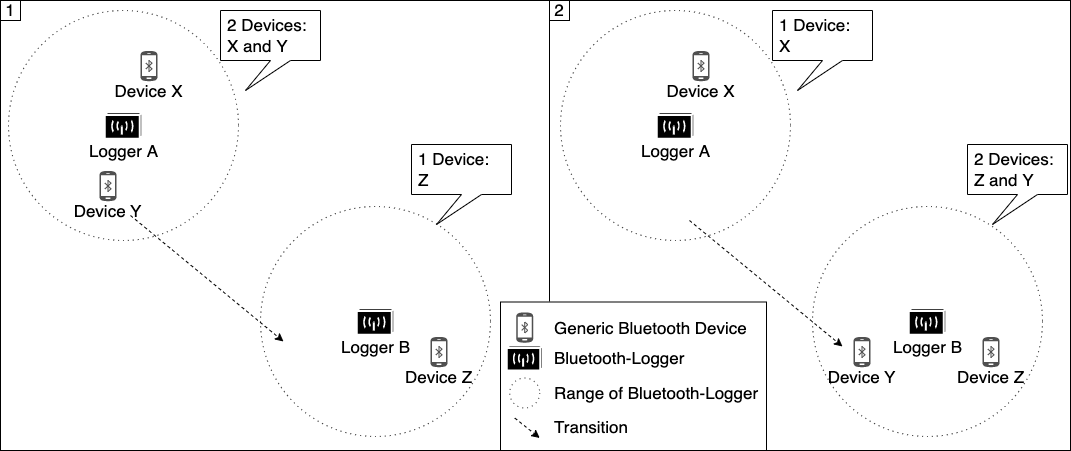 1
2 Devices:
X and Y
Device X
Logger A
Device Y
1 Device:
Z
Logger B
Device Z
2
1 Device:
X
Device X
Logger A
2 Devices:
Z and Y
Logger B
Device Y
Device Z
Generic Bluetooth Device
Bluetooth-Logger
Range of Bluetooth-Logger
Transition